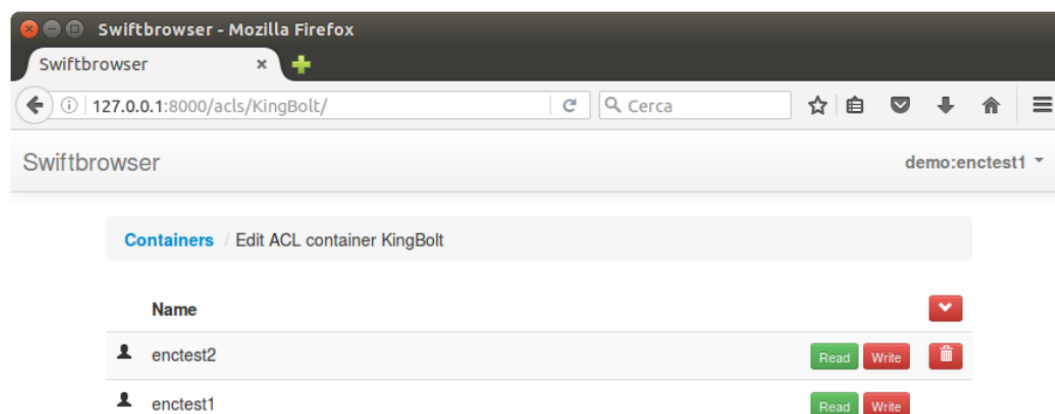 Swiftbrowser - Mozilla Firefox
Swiftbrowser
127.0.0.1:8000/acls/KingBolt/ Cerca
Swiftbrowser demo:enctest1
Containers / Edit ACL container KingBolt
Name
enctest2 Read Write
enctest1 Read Write